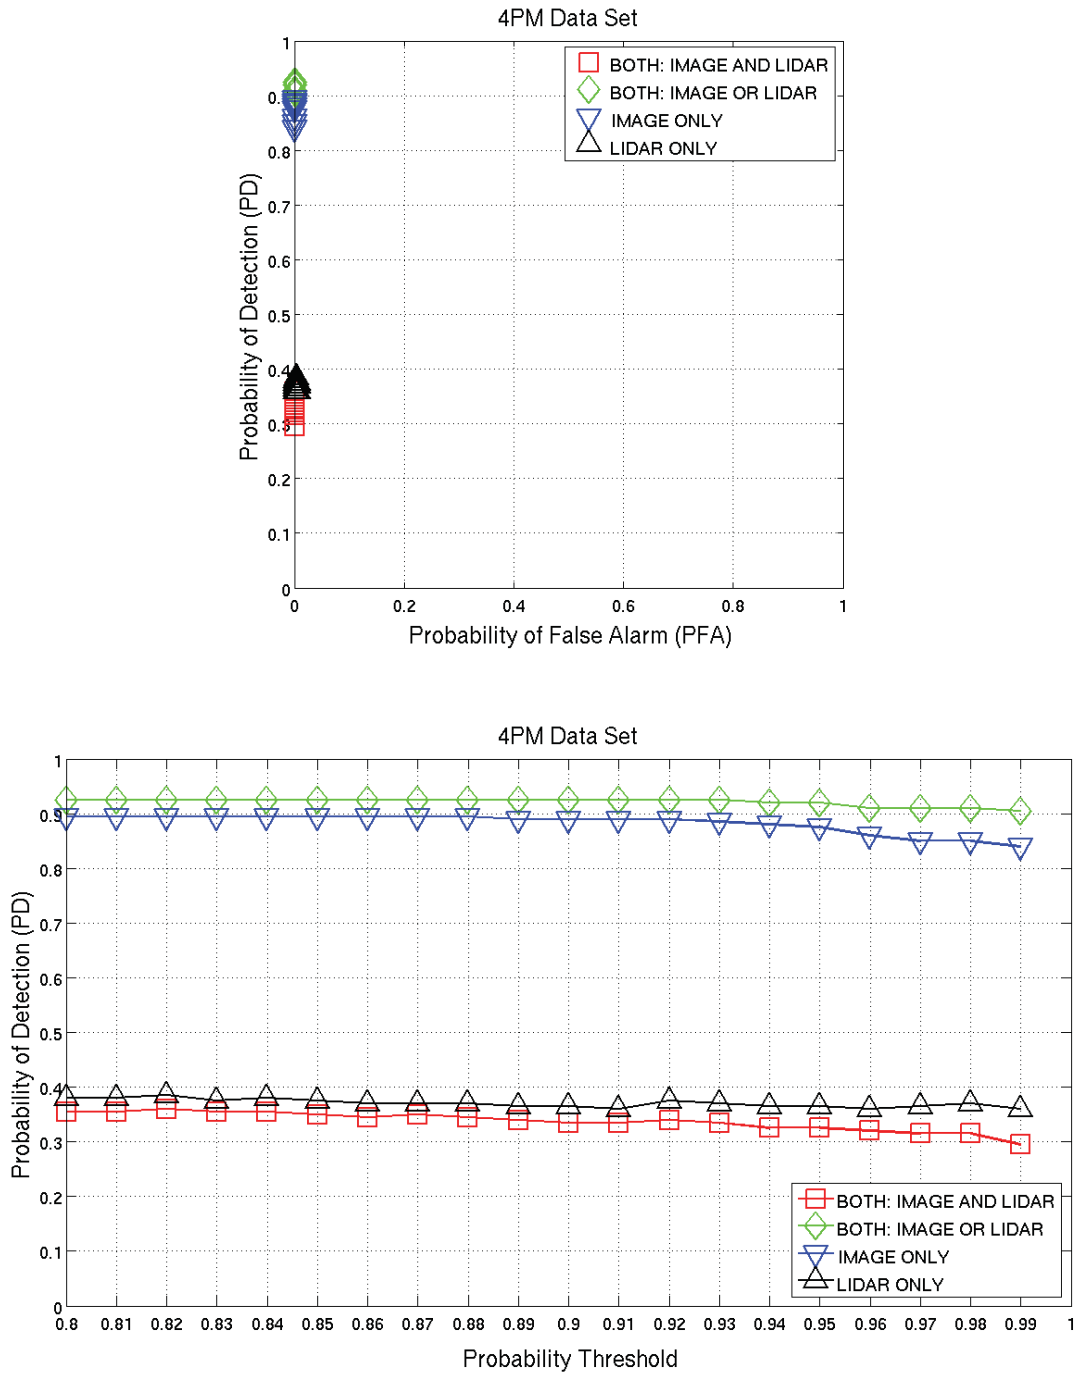 4PM Data Set
1
0.9
0.8
0.7
0.6
0.5
0.4
0.3
0.2
0.1
0
Probability of Detection (PD)
BOTH: IMAGE AND LIDAR
BOTH: IMAGE OR LIDAR
IMAGE ONLY
LIDAR ONLY
0 0.2 0.4 0.6 0.8 1
Probability of False Alarm (PFA)
4PM Data Set
1
0.9
0.8
0.7
0.6
0.5
0.4
0.3
0.2
0.1
0
Probability of Detection (PD)
BOTH: IMAGE AND LIDAR
BOTH: IMAGE OR LIDAR
IMAGE ONLY
LIDAR ONLY
0.8 0.81 0.82 0.83 0.84 0.85 0.86 0.87 0.88 0.89 0.9 0.91 0.92 0.93 0.94 0.95 0.96 0.97 0.98 0.99 1
Probability Threshold